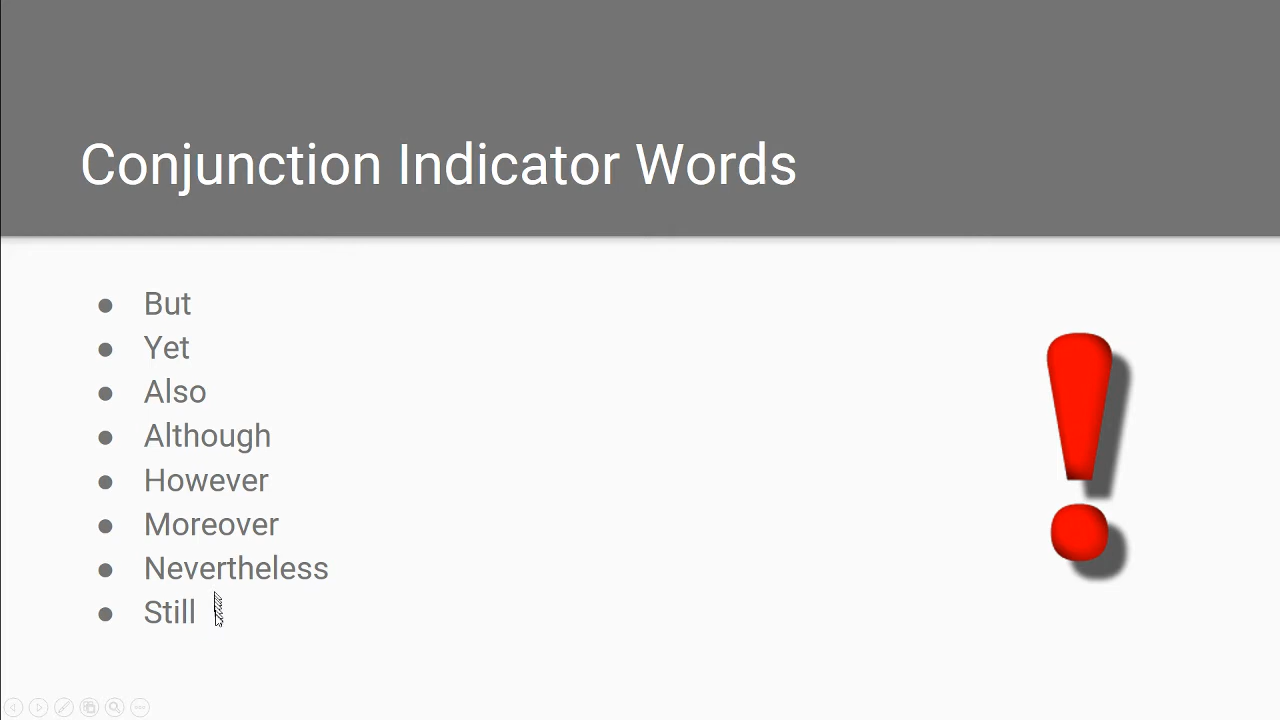 Conjunction Indicator Words
● But
● Yet
● Also
● Although
● However
● Moreover
● Nevertheless
● Still